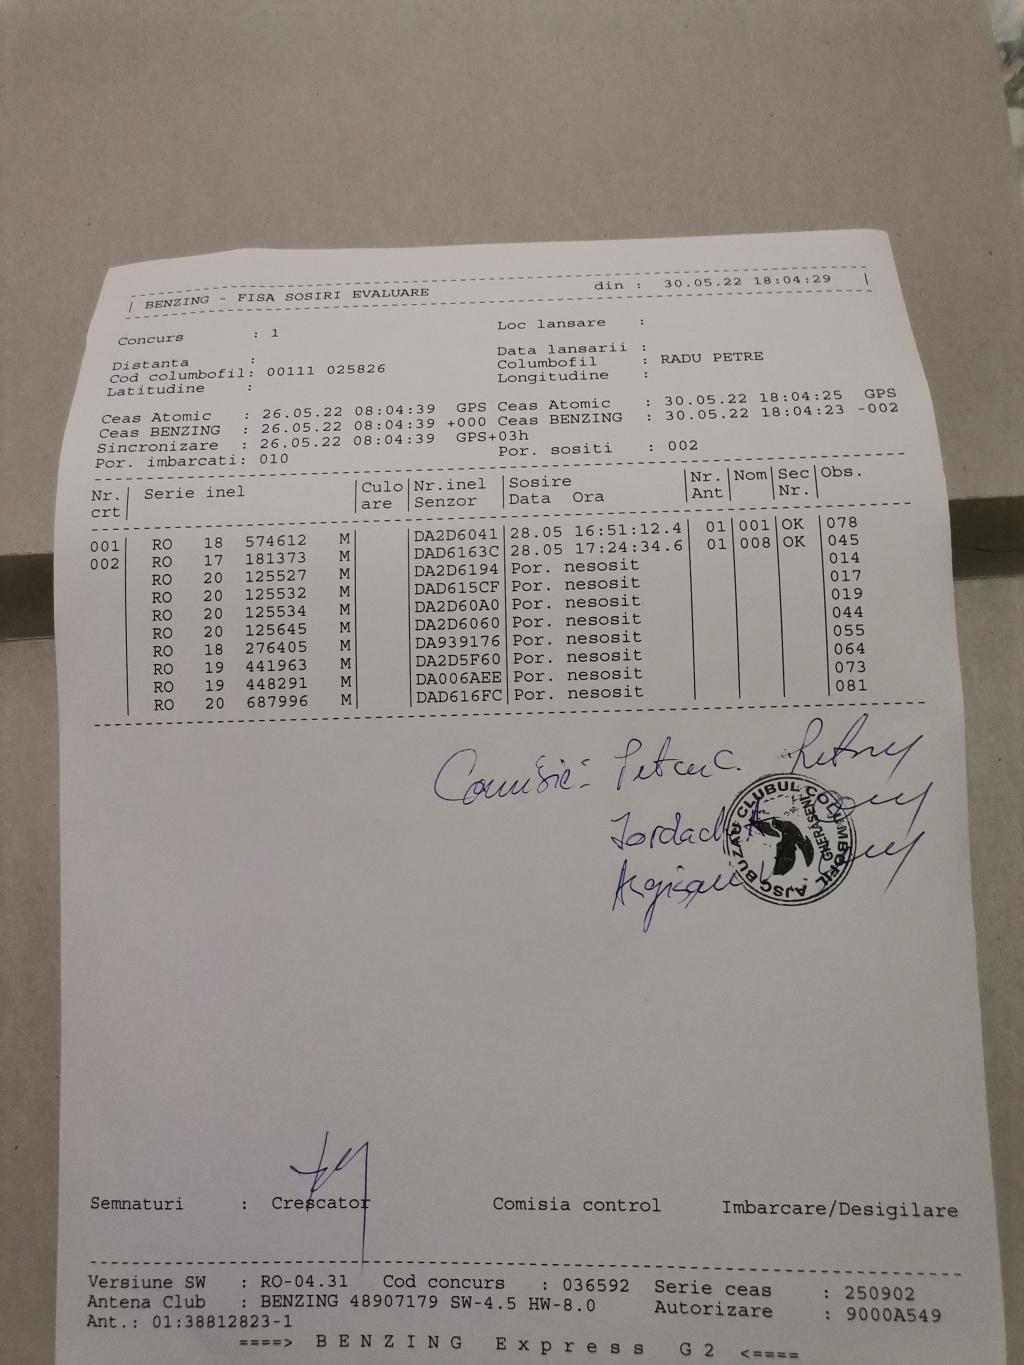 | BENZING - FISA SOSIRI EVALUARE din : 30.05.22 18:04:29 |
Concurs : 1 Loc lansare :
Distanta : Data lansarii :
Cod columbofil: 00111 025826 Columbofil : RADU PETRE
Latitudine : Longitudine :
Ceas Atomic : 26.05.22 08:04:39 GPS Ceas Atomic : 30.05.22 18:04:25 GPS
Ceas BENZING : 26.05.22 08:04:39 +000 Ceas BENZING : 30.05.22 18:04:23 -002
Sincronizare : 26.05.22 08:04:39 GPS+03h
Por. imbarcati: 010 Por. sositi : 002
Nr. | Serie inel |Culo|Nr.inel|Sosire |Nr.|Nom|Sec|Obs.
crt| |are |Senzor |Data Ora |Ant| |Nr.|
001| RO 18 574612 M| |DA2D6041|28.05 16:51:12.4| 01|001|OK |078
002| RO 17 181373 M| |DAD6163C|28.05 17:24:34.6| 01|008|OK |045
RO 20 125527 M| |DA2D6194|Por. nesosit | | | |014
RO 20 125532 M| |DAD615CF|Por. nesosit | | | |017
RO 20 125534 M| |DA2D60A0|Por. nesosit | | | |019
RO 20 125645 M| |DA2D6060|Por. nesosit | | | |044
RO 18 276405 M| |DA939176|Por. nesosit | | | |055
RO 19 441963 M| |DA2D5F60|Por. nesosit | | | |064
RO 19 448291 M| |DA006AEE|Por. nesosit | | | |073
RO 20 687996 M| |DAD616FC|Por. nesosit | | | |081
Comisie:
AJSC BUZAU CLUBUL COLUMBOFIL
GHERASENI
Semnaturi : Crescator Comisia control Imbarcare/Desigilare
Versiune SW : RO-04.31 Cod concurs : 036592 Serie ceas : 250902
Antena Club : BENZING 48907179 SW-4.5 HW-8.0 Autorizare : 9000A549
Ant.: 01:38812823-1
====> B E N Z I N G E x p r e s s G 2 <====